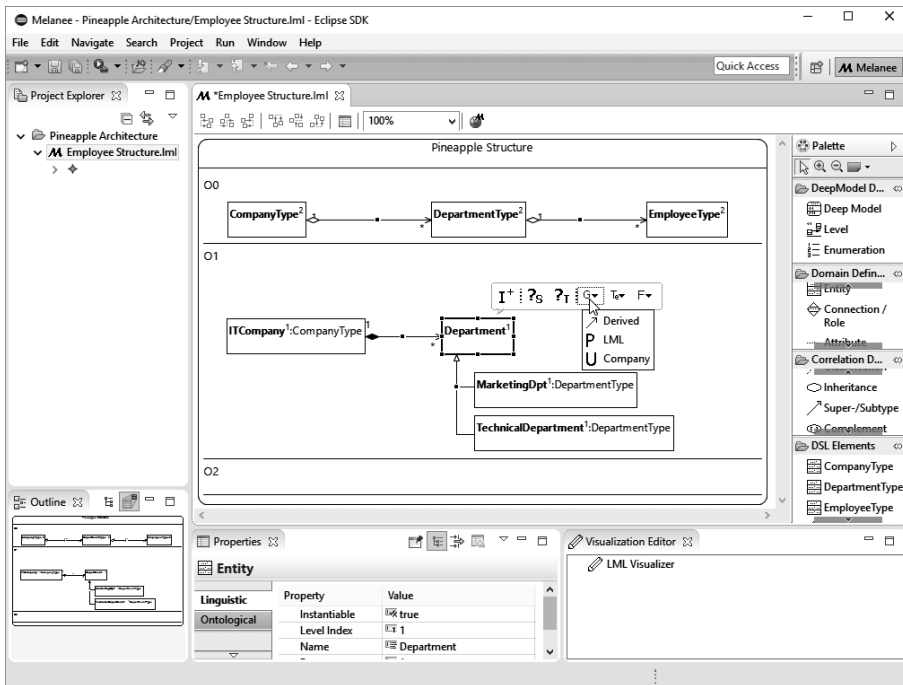 Melanee - Pineapple Architecture/Employee Structure.lml - Eclipse SDK
File Edit Navigate Search Project Run Window Help
Quick Access
Melanee
Project Explorer
Pineapple Architecture
Employee Structure.lml
*Employee Structure.lml
100%
Pineapple Structure
O0
CompanyType2
1
*
DepartmentType2
1
*
EmployeeType2
O1
I+ ?S ?T G T F
Derived
P LML
U Company
ITCompany1:CompanyType
1
*
Department1
MarketingDpt1:DepartmentType
TechnicalDepartment1:DepartmentType
O2
Palette
DeepModel D...
Deep Model
Level
Enumeration
Domain Defin...
Entity
Connection /
Role
Attribute
Correlation D...
Inheritance
Super-/Subtype
Complement
DSL Elements
CompanyType
DepartmentType
EmployeeType
Outline
Properties
Entity
Linguistic
Ontological
Property Value
Instantiable true
Level Index 1
Name Department
Visualization Editor
LML Visualizer